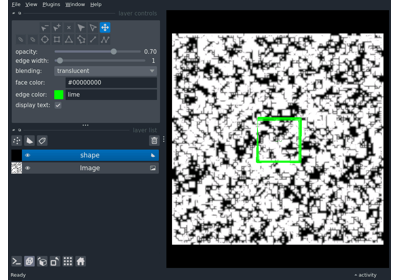 File View Plugins Window Help
layer controls
opacity: 0.70
edge width: 1
blending: translucent
face color: #00000000
edge color: lime
display text:
layer list
shape
Image
Ready
activity